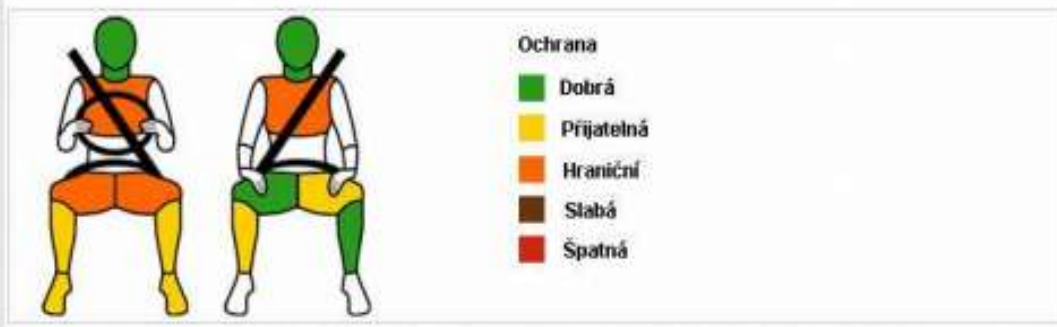 Ochrana
Dobrá
Přijatelná
Hraniční
Slabá
Špatná